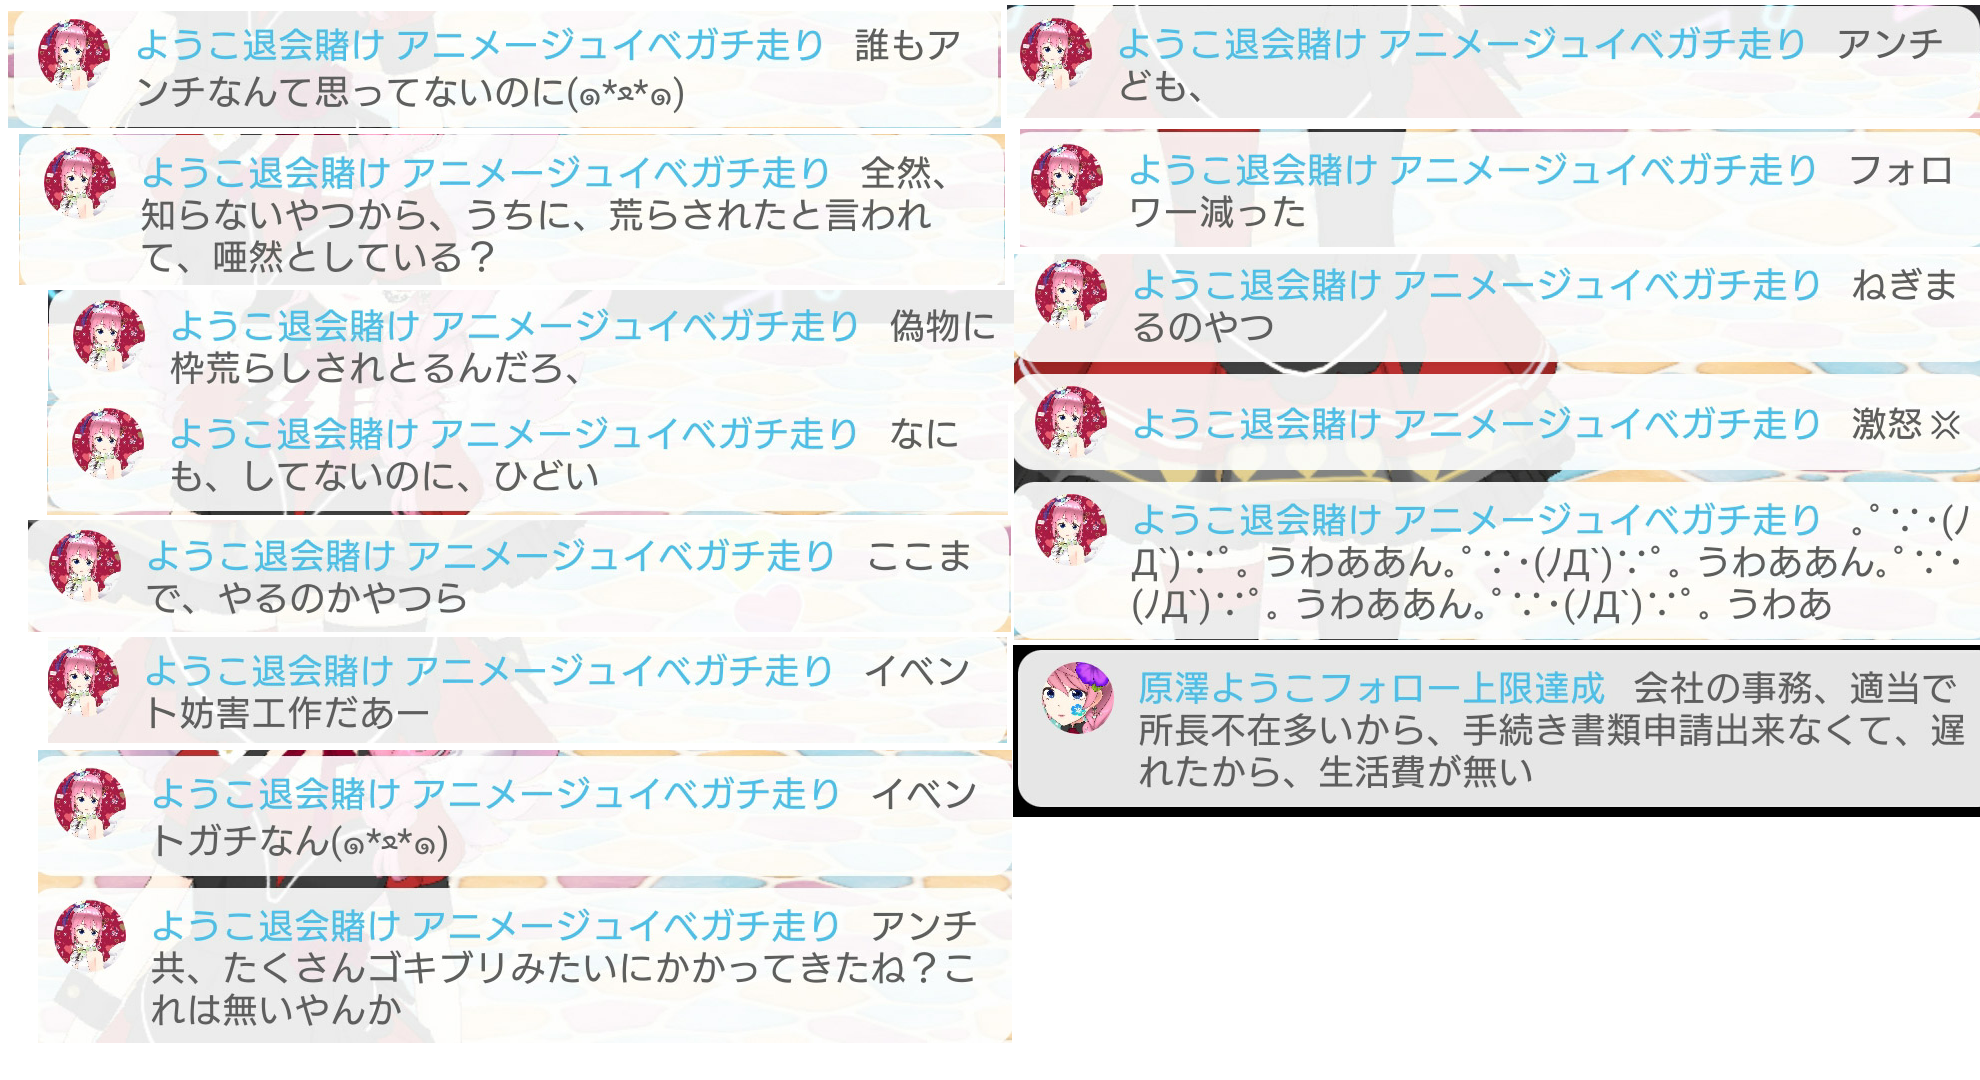 ようこ退会賭け アニメージュイベガチ走り 誰もア
ンチなんて思ってないのに(๑*ﾛ*๑)
ようこ退会賭け アニメージュイベガチ走り 全然、
知らないやつから、うちに、荒らされたと言われ
て、唖然としている？
ようこ退会賭け アニメージュイベガチ走り 偽物に
枠荒らしされとるんだろ、
ようこ退会賭け アニメージュイベガチ走り なに
も、してないのに、ひどい
ようこ退会賭け アニメージュイベガチ走り ここま
で、やるのかやつら
ようこ退会賭け アニメージュイベガチ走り イベン
ト妨害工作だあー
ようこ退会賭け アニメージュイベガチ走り イベン
トガチなん(๑*ﾛ*๑)
ようこ退会賭け アニメージュイベガチ走り アンチ
共、たくさんゴキブリみたいにかかってきたね？こ
れは無いやんか
ようこ退会賭け アニメージュイベガチ走り アンチ
ども、
ようこ退会賭け アニメージュイベガチ走り フォロ
ワー減った
ようこ退会賭け アニメージュイベガチ走り ねぎま
るのやつ
ようこ退会賭け アニメージュイベガチ走り 激怒※
ようこ退会賭け アニメージュイベガチ走り 。ﾟ∵･(ﾉ
Д`)∵ﾟ。うわああん。ﾟ∵･(ﾉД`)∵ﾟ。うわああん。ﾟ∵･
(ﾉД`)∵ﾟ。うわああん。ﾟ∵･(ﾉД`)∵ﾟ。うわあ
原澤ようこフォロー上限達成 会社の事務、適当で
所長不在多いから、手続き書類申請出来なくて、遅
れたから、生活費が無い